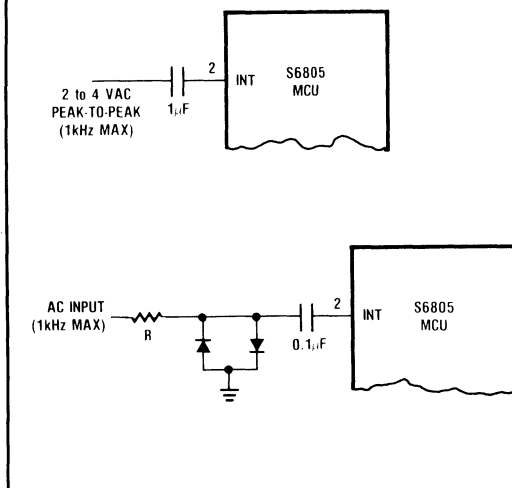 2
INT
S6805
MCU
2 to 4 VAC
PEAK-TO-PEAK
(1kHz MAX)
1μF
AC INPUT
(1kHz MAX)
R
0.1μF
2
INT
S6805
MCU